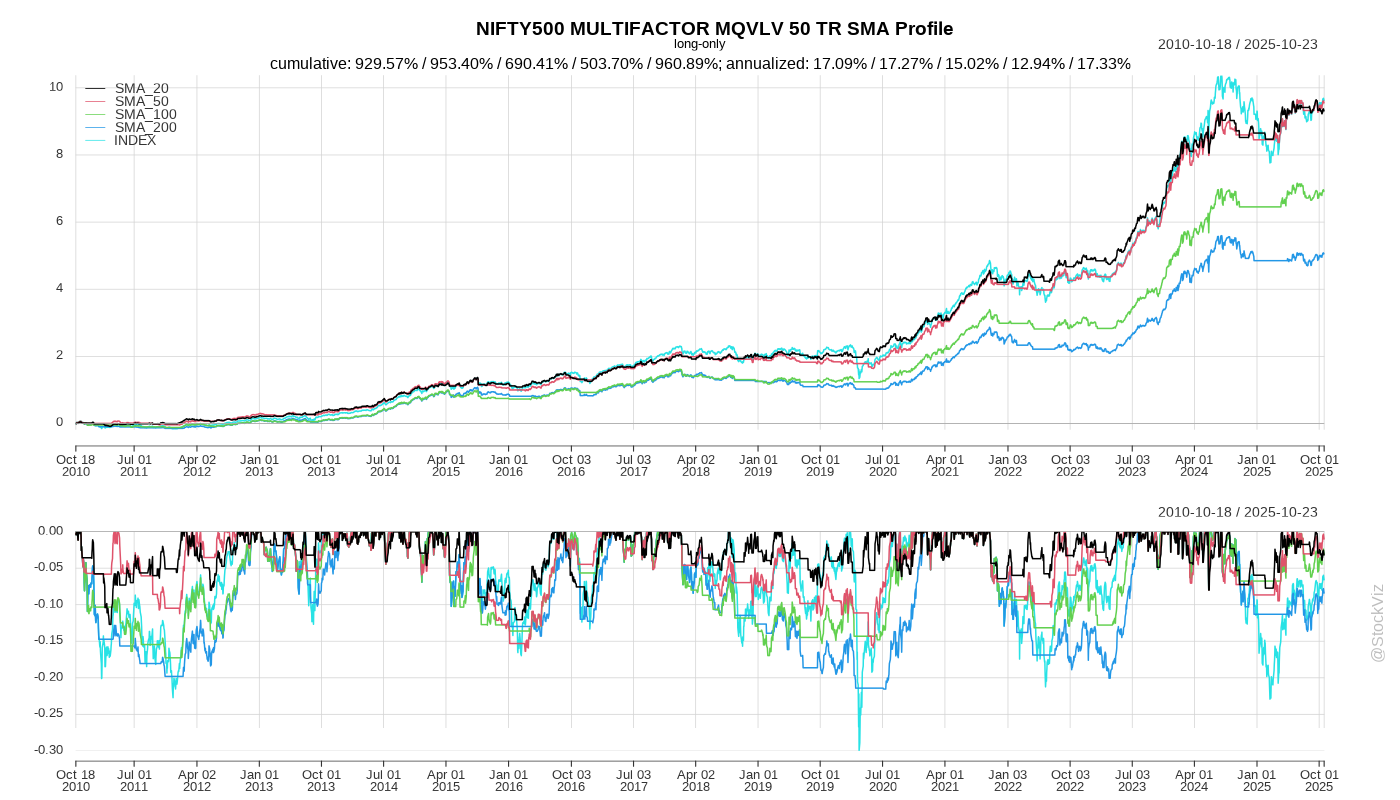 NIFTY500 MULTIFACTOR MQVLV 50 TR SMA Profile
long-only
2010-10-18 / 2025-10-23
cumulative: 929.57% / 953.40% / 690.41% / 503.70% / 960.89%; annualized: 17.09% / 17.27% / 15.02% / 12.94% / 17.33%
SMA_20
SMA_50
SMA_100
SMA_200
INDEX
10
8
6
4
2
0
Oct 18 Jul 01 Apr 02 Jan 01 Oct 01 Jul 01 Apr 01 Jan 01 Oct 03 Jul 03 Apr 02 Jan 01 Oct 01 Jul 01 Apr 01 Jan 03 Oct 03 Jul 03 Apr 01 Jan 01 Oct 01
2010 2011 2012 2013 2013 2014 2015 2016 2016 2017 2018 2019 2019 2020 2021 2022 2022 2023 2024 2025 2025
2010-10-18 / 2025-10-23
0.00
-0.05
-0.10
-0.15
-0.20
-0.25
-0.30
Oct 18 Jul 01 Apr 02 Jan 01 Oct 01 Jul 01 Apr 01 Jan 01 Oct 03 Jul 03 Apr 02 Jan 01 Oct 01 Jul 01 Apr 01 Jan 03 Oct 03 Jul 03 Apr 01 Jan 01 Oct 01
2010 2011 2012 2013 2013 2014 2015 2016 2016 2017 2018 2019 2019 2020 2021 2022 2022 2023 2024 2025 2025
@StockViz